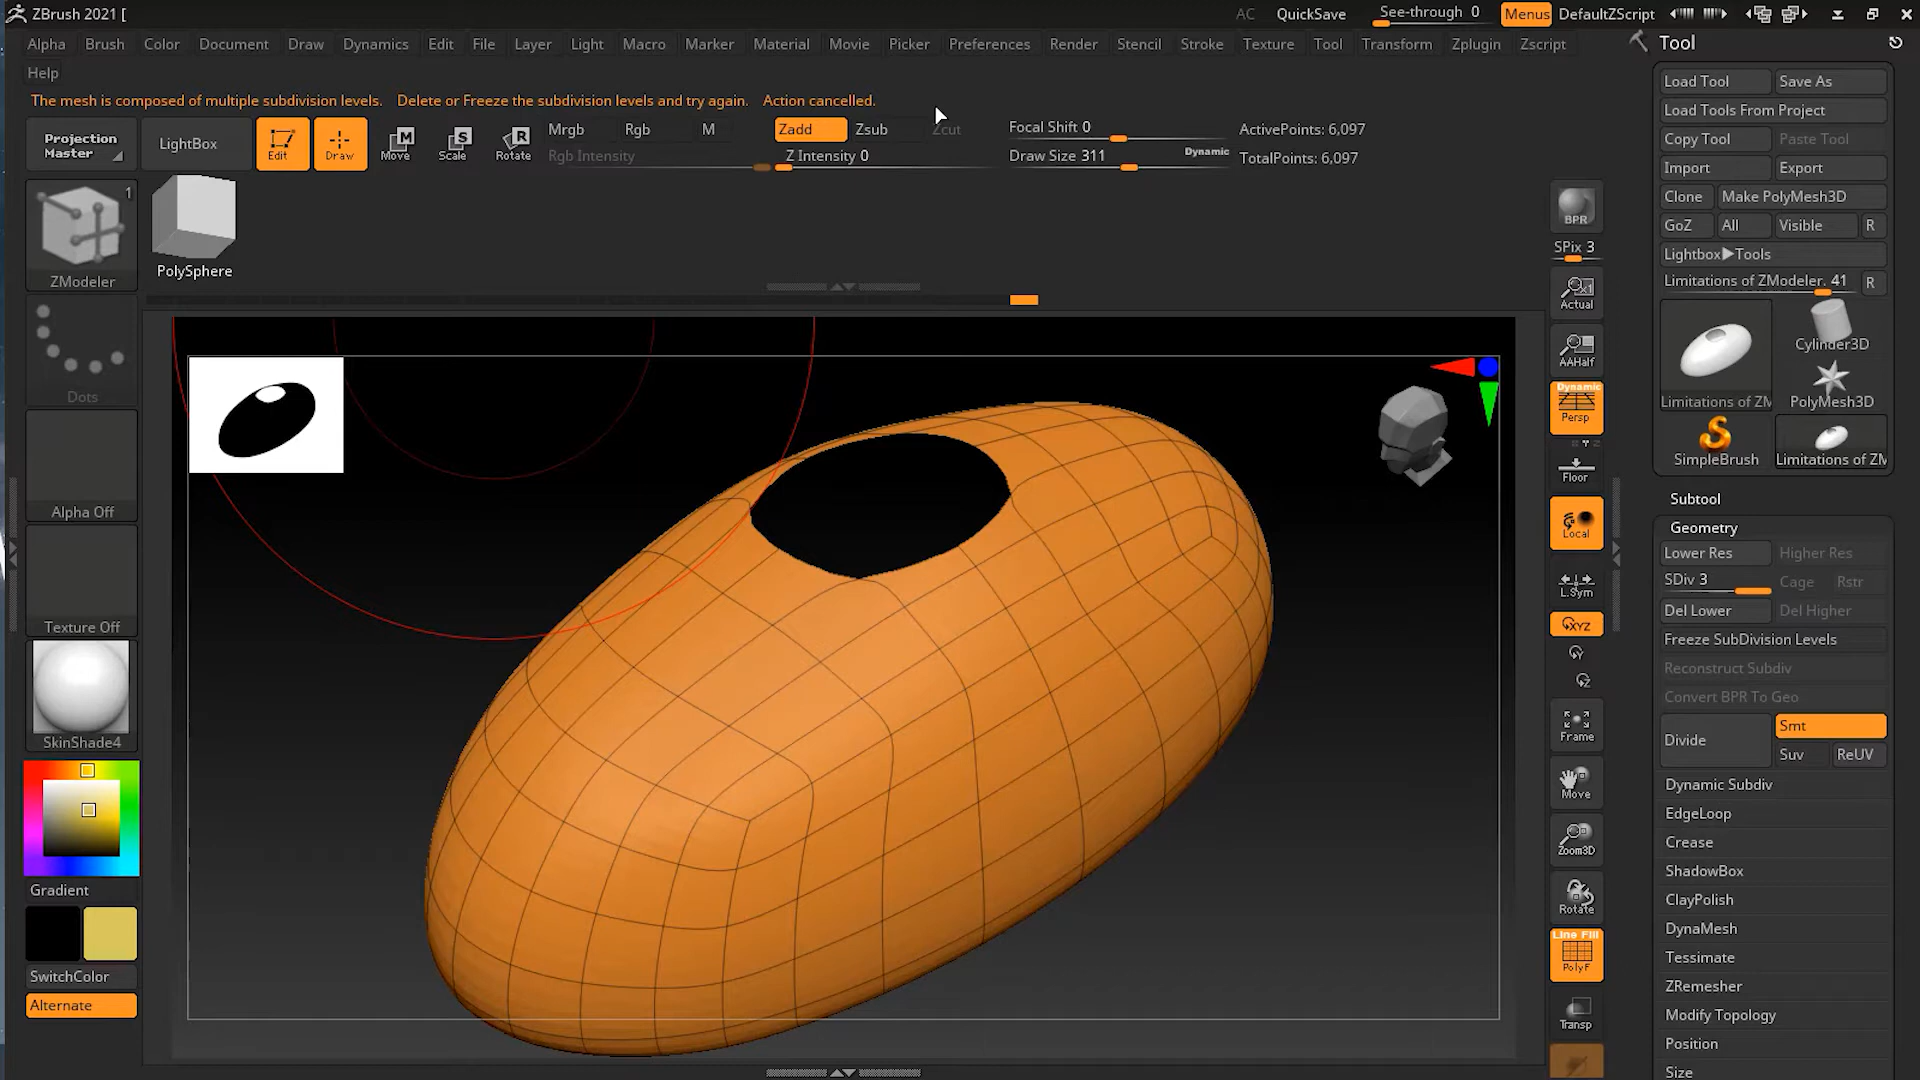 ZBrush 2021 [
AC QuickSave See-through 0 Menus DefaultZScript
Alpha Brush Color Document Draw Dynamics Edit File Layer Light Macro Marker Material Movie Picker Preferences Render Stencil Stroke Texture Tool Transform Zplugin Zscript
Help
The mesh is composed of multiple subdivision levels. Delete or Freeze the subdivision levels and try again. Action cancelled.
Projection
Master
LightBox
Edit
Draw
Move
Scale
Rotate
Mrgb Rgb M
Rgb Intensity
Zadd Zsub Zcut
Z Intensity 0
Focal Shift 0
Draw Size 311
Dynamic
ActivePoints: 6,097
TotalPoints: 6,097
1
ZModeler
PolySphere
Dots
Alpha Off
Texture Off
SkinShade4
Gradient
SwitchColor
Alternate
BPR
SPix 3
x1
Actual
AAHalf
Dynamic
Persp
Floor
Local
L.Sym
XYZ
Y
Z
Frame
Move
Zoom3D
Rotate
Line Fill
PolyF
Transp
Tool
Load Tool Save As
Load Tools From Project
Copy Tool Paste Tool
Import Export
Clone Make PolyMesh3D
GoZ All Visible R
Lightbox▶Tools
Limitations of ZModeler. 41 R
Cylinder3D
Limitations of ZM PolyMesh3D
SimpleBrush Limitations of ZM
Subtool
Geometry
Lower Res Higher Res
SDiv 3 Cage Rstr
Del Lower Del Higher
Freeze SubDivision Levels
Reconstruct Subdiv
Convert BPR To Geo
Divide
Smt
Suv ReUV
Dynamic Subdiv
EdgeLoop
Crease
ShadowBox
ClayPolish
DynaMesh
Tessimate
ZRemesher
Modify Topology
Position
Size